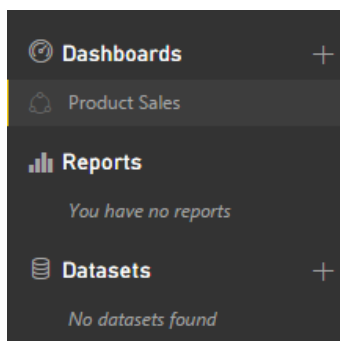 Dashboards
Product Sales
Reports
You have no reports
Datasets
No datasets found